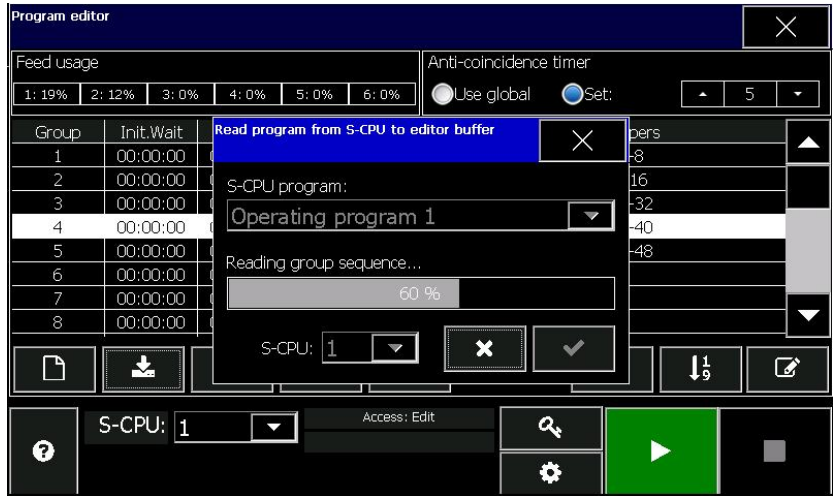 Program editor
Feed usage
Anti-coincidence timer
1: 19% 2: 12% 3: 0% 4: 0% 5: 0% 6: 0%
Use global Set: 5
Group Init.Wait
1 00:00:00 -8
2 00:00:00 16
3 00:00:00 -32
4 00:00:00 -40
5 00:00:00 -48
6 00:00:00
7 00:00:00
8 00:00:00
Read program from S-CPU to editor buffer
S-CPU program:
Operating program 1
Reading group sequence...
60 %
S-CPU: 1
1
9
S-CPU: 1
Access: Edit